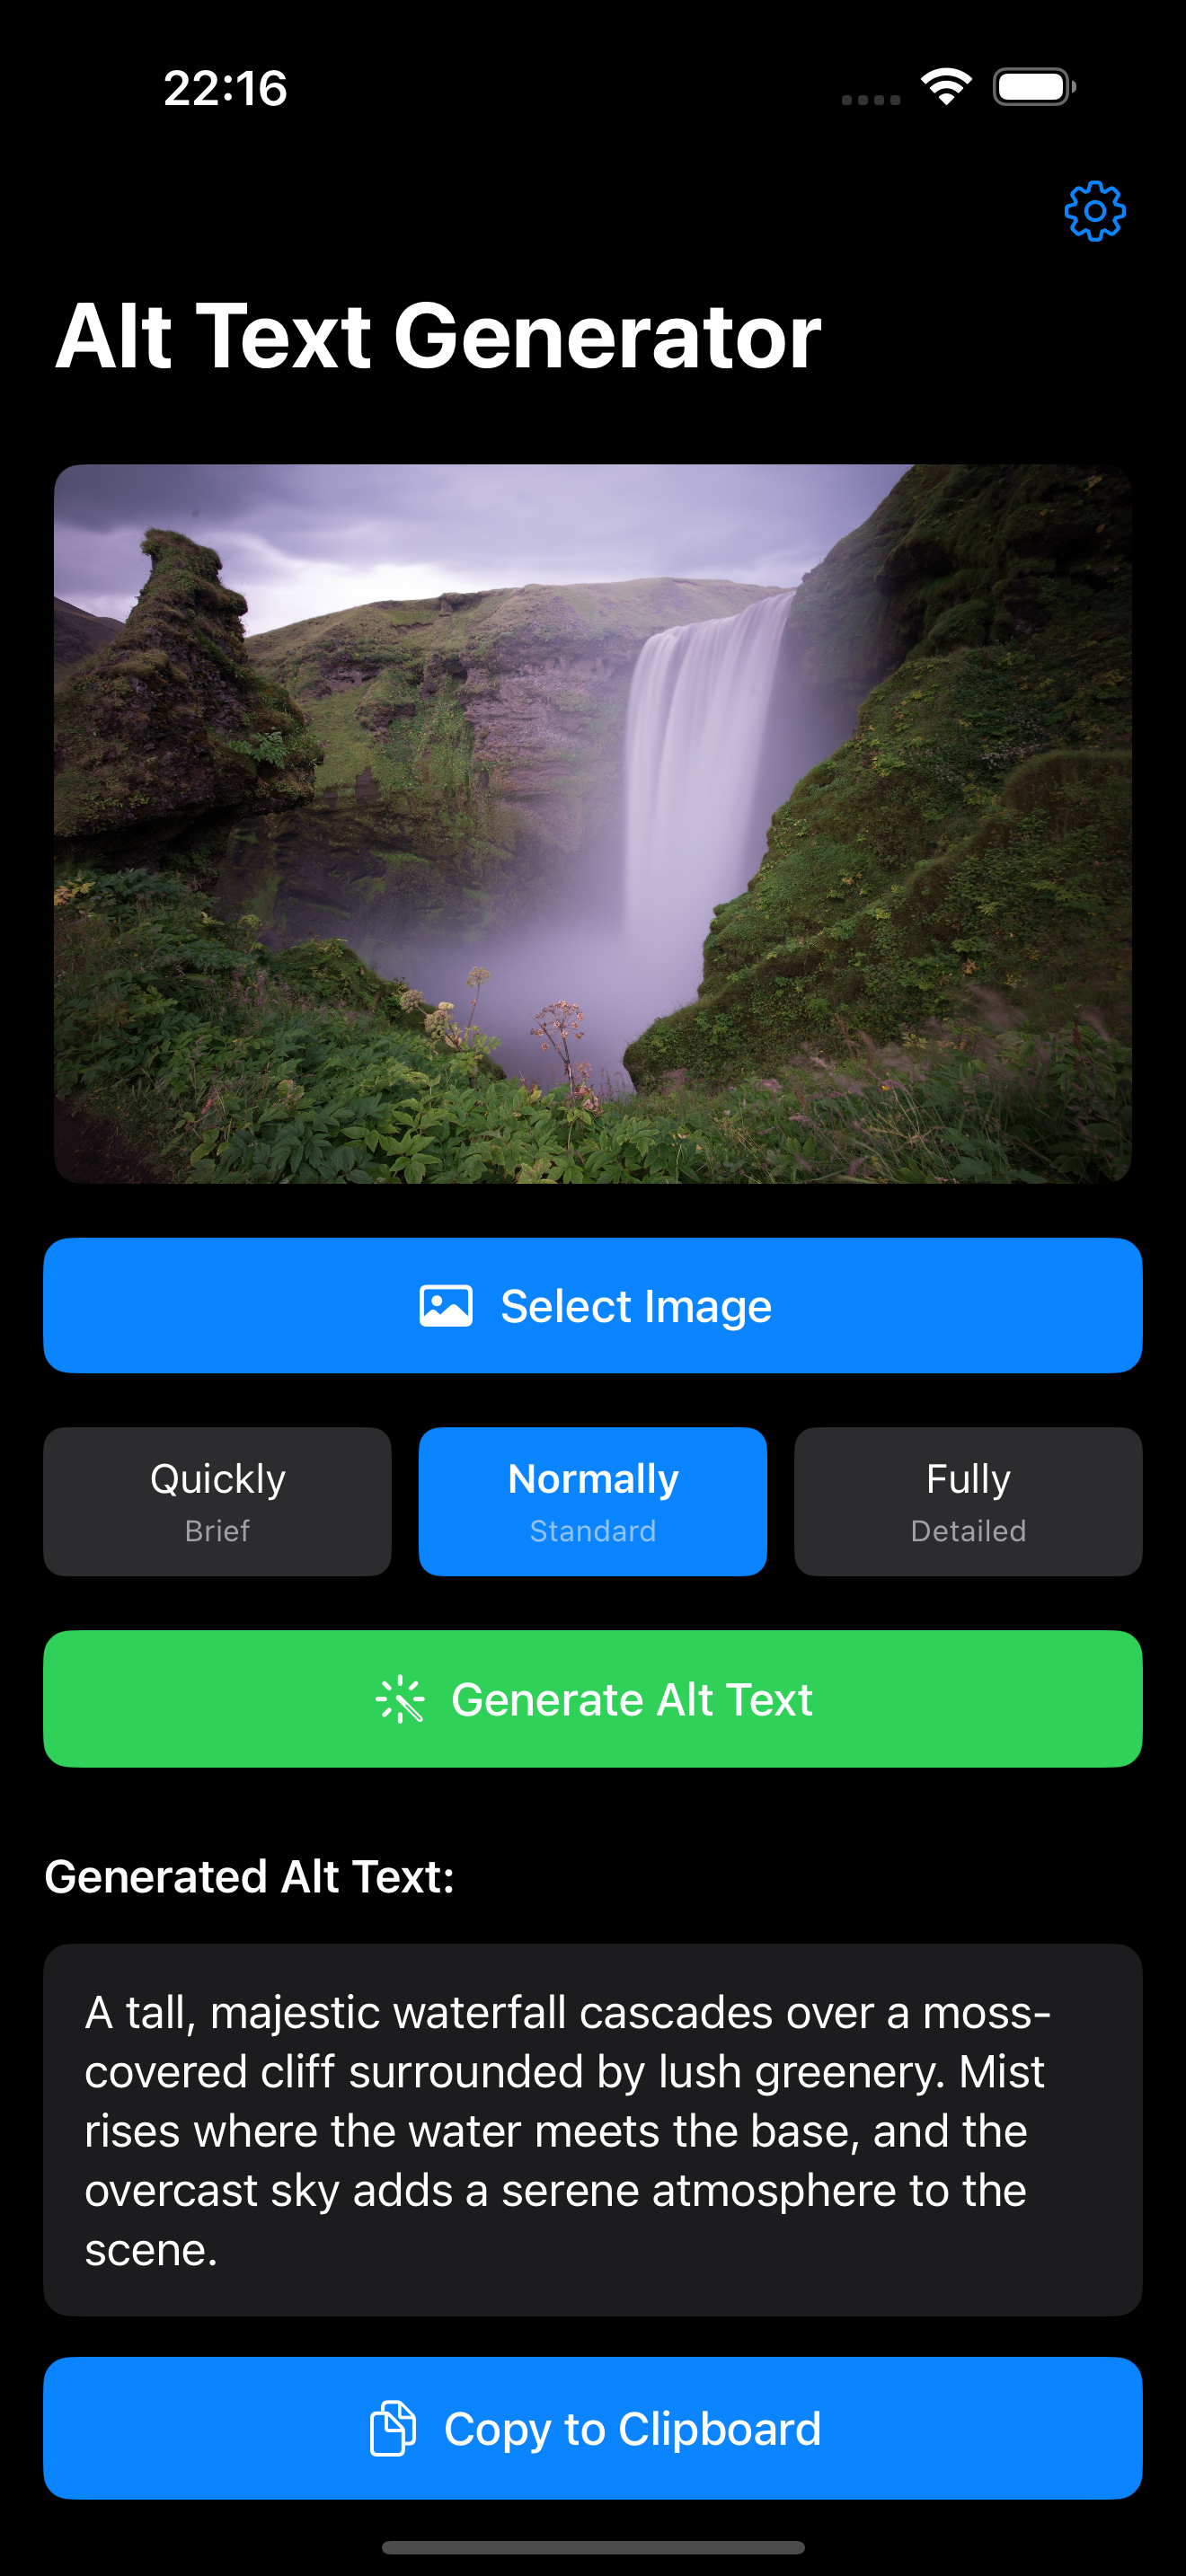 22:16
Alt Text Generator
Select Image
Quickly
Brief
Normally
Standard
Fully
Detailed
Generate Alt Text
Generated Alt Text:
A tall, majestic waterfall cascades over a moss-
covered cliff surrounded by lush greenery. Mist
rises where the water meets the base, and the
overcast sky adds a serene atmosphere to the
scene.
Copy to Clipboard